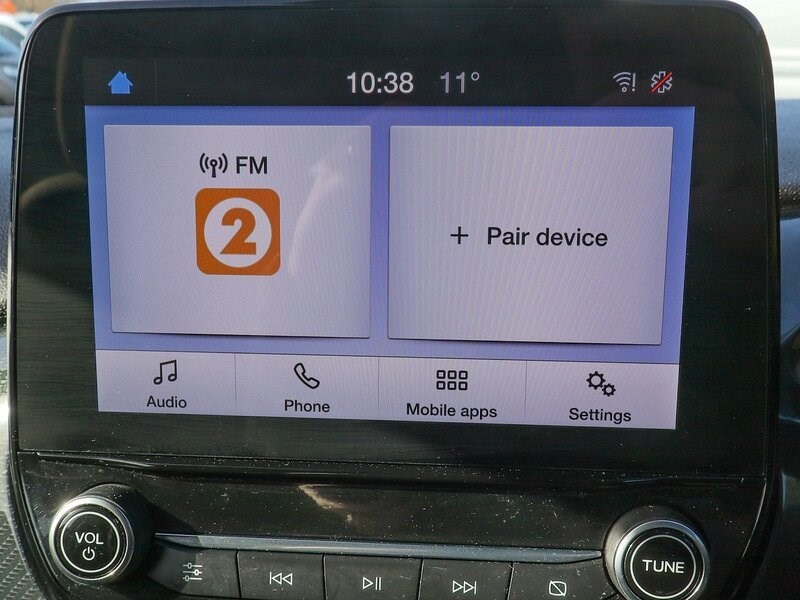 10:38 11°
FM
2
+ Pair device
Audio
Phone
Mobile apps
Settings
VOL
TUNE